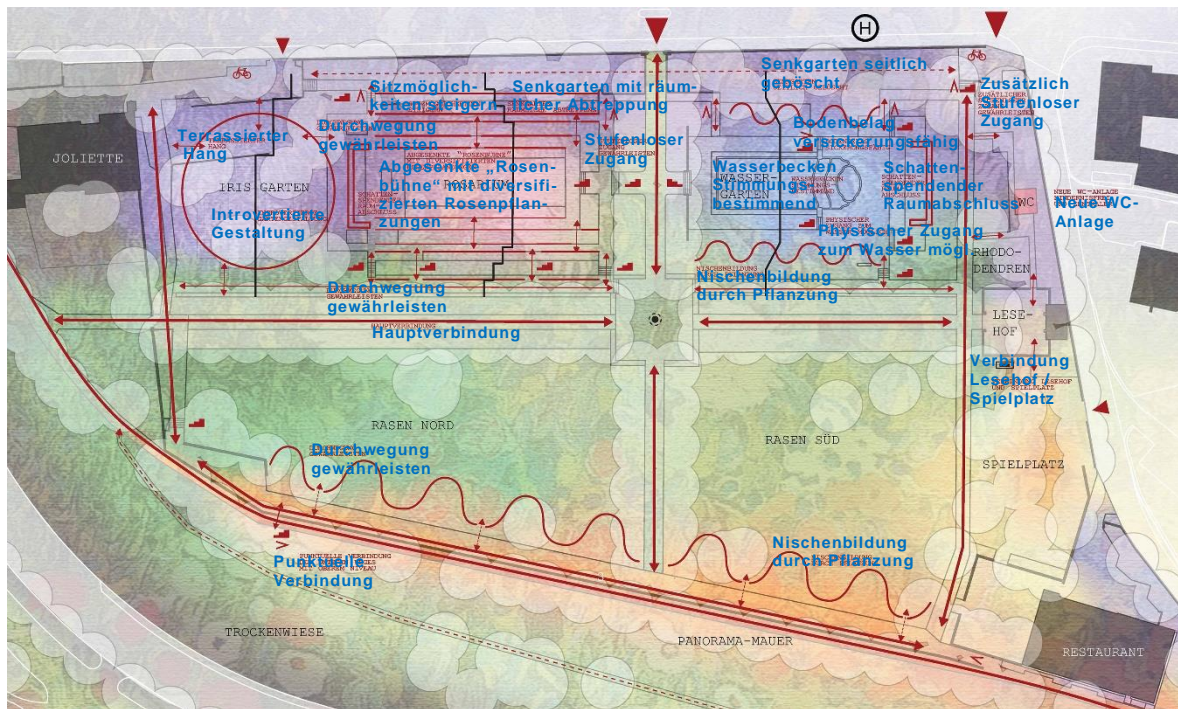 H
Senkgarten seitlich
geböscht
Sitzmöglich-
keiten steigern
Senkgarten mit räum-
licher Abtreppung
Zusätzlich
Stufenloser
Zugang
Terrassierter
Hang
Durchwegung
gewährleisten
Stufenloser
Zugang
Bodenbelag
versickerungsfähig
JOLIETTE
IRIS GARTEN
Abgesenkte „Rosen-
bühne“ mit diversifi-
zierten Rosenpflan-
zungen
ROSARIUM
Wasserbecken
Stimmungs-
bestimmend
WASSER-
GARTEN
Schatten-
spendender
Raumabschluss
WC
Neue WC-
Anlage
Introvertierte
Gestaltung
Physischer Zugang
zum Wasser mögl.
RHODO-
DENDREN
Durchwegung
gewährleisten
Nischenbildung
durch Pflanzung
Hauptverbindung
HAUPTVERBINDUNG
LESE-
HOF
Verbindung
Lesehof /
Spielplatz
RASEN NORD
RASEN SÜD
SPIELPLATZ
Durchwegung
gewährleisten
Punktuelle
Verbindung
Nischenbildung
durch Pflanzung
TROCKENWIESE
PANORAMA-MAUER
RESTAURANT